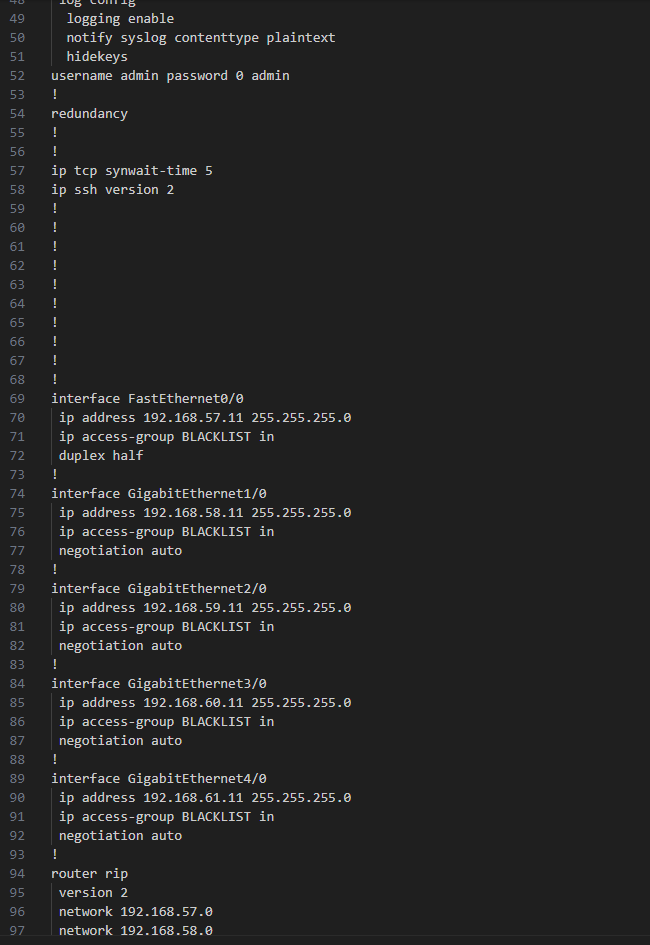 48 log config
49 logging enable
50 notify syslog contenttype plaintext
51 hidekeys
52 username admin password 0 admin
53 !
54 redundancy
55 !
56 !
57 ip tcp synwait-time 5
58 ip ssh version 2
59 !
60 !
61 !
62 !
63 !
64 !
65 !
66 !
67 !
68 !
69 interface FastEthernet0/0
70 ip address 192.168.57.11 255.255.255.0
71 ip access-group BLACKLIST in
72 duplex half
73 !
74 interface GigabitEthernet1/0
75 ip address 192.168.58.11 255.255.255.0
76 ip access-group BLACKLIST in
77 negotiation auto
78 !
79 interface GigabitEthernet2/0
80 ip address 192.168.59.11 255.255.255.0
81 ip access-group BLACKLIST in
82 negotiation auto
83 !
84 interface GigabitEthernet3/0
85 ip address 192.168.60.11 255.255.255.0
86 ip access-group BLACKLIST in
87 negotiation auto
88 !
89 interface GigabitEthernet4/0
90 ip address 192.168.61.11 255.255.255.0
91 ip access-group BLACKLIST in
92 negotiation auto
93 !
94 router rip
95 version 2
96 network 192.168.57.0
97 network 192.168.58.0